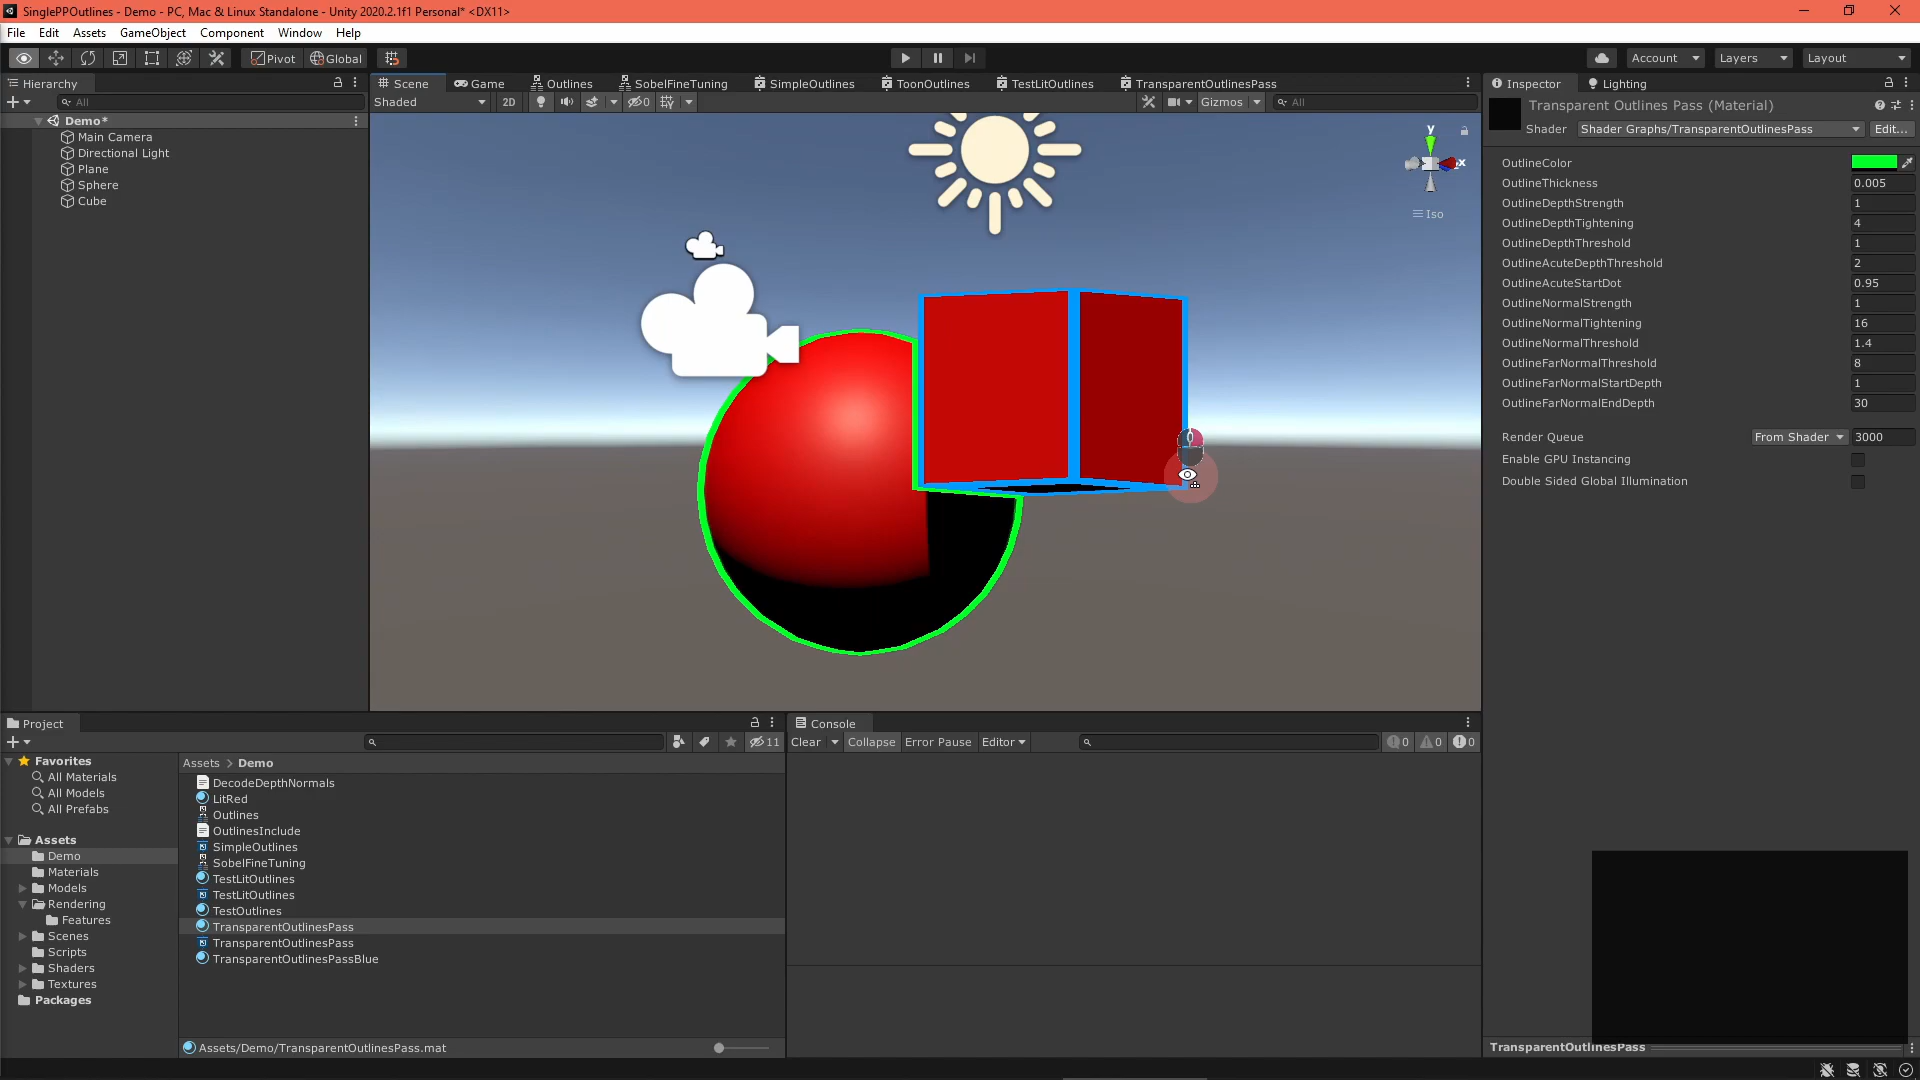 SinglePPOutlines - Demo - PC, Mac & Linux Standalone - Unity 2020.2.1f1 Personal* <DX11>
File Edit Assets GameObject Component Window Help
Pivot Global Account Layers Layout
Hierarchy
All
Demo*
Main Camera
Directional Light
Plane
Sphere
Cube
Scene Game Outlines SobelFineTuning SimpleOutlines ToonOutlines TestLitOutlines TransparentOutlinesPass
Shaded 2D 0 Gizmos All
y
x
Iso
Inspector Lighting
Transparent Outlines Pass (Material)
Shader Shader Graphs/TransparentOutlinesPass Edit...
OutlineColor
OutlineThickness 0.005
OutlineDepthStrength 1
OutlineDepthTightening 4
OutlineDepthThreshold 1
OutlineAcuteDepthThreshold 2
OutlineAcuteStartDot 0.95
OutlineNormalStrength 1
OutlineNormalTightening 16
OutlineNormalThreshold 1.4
OutlineFarNormalThreshold 8
OutlineFarNormalStartDepth 1
OutlineFarNormalEndDepth 30
Render Queue From Shader 3000
Enable GPU Instancing
Double Sided Global Illumination
Project
11
Favorites
All Materials
All Models
All Prefabs
Assets
Demo
Materials
Models
Rendering
Features
Scenes
Scripts
Shaders
Textures
Packages
Assets > Demo
DecodeDepthNormals
LitRed
Outlines
OutlinesInclude
SimpleOutlines
SobelFineTuning
TestLitOutlines
TestLitOutlines
TestOutlines
TransparentOutlinesPass
TransparentOutlinesPass
TransparentOutlinesPassBlue
Assets/Demo/TransparentOutlinesPass.mat
Console
Clear Collapse Error Pause Editor 0 0 0
TransparentOutlinesPass